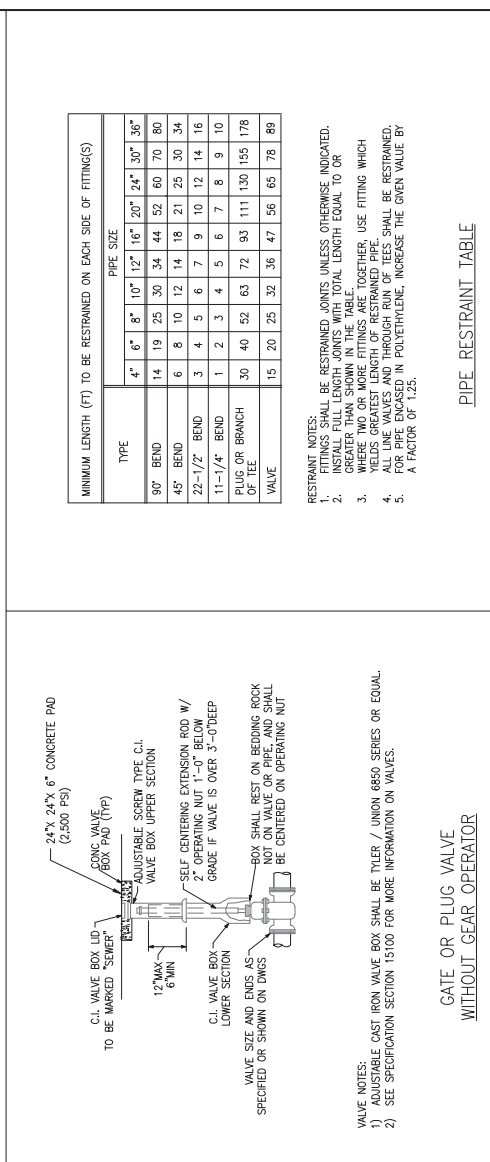 C.I. VALVE BOX LID
TO BE MARKED "SEWER"
24"X 24"X 6" CONCRETE PAD
(2,500 PSI)
CONC VALVE
BOX PAD (TYP)
ADJUSTABLE SCREW TYPE C.I.
VALVE BOX UPPER SECTION
12"MAX
6"MIN
SELF CENTERING EXTENSION ROD W/
2" OPERATING NUT 1'-0" BELOW
GRADE IF VALVE IS OVER 3'-0"DEEP
C.I. VALVE BOX
LOWER SECTION
VALVE SIZE AND ENDS AS
SPECIFIED OR SHOWN ON DWGS
BOX SHALL REST ON BEDDING ROCK
NOT ON VALVE OR PIPE, AND SHALL
BE CENTERED ON OPERATING NUT
VALVE NOTES:
1) ADJUSTABLE CAST IRON VALVE BOX SHALL BE TYLER / UNION 6850 SERIES OR EQUAL.
2) SEE SPECIFICATION SECTION 15100 FOR MORE INFORMATION ON VALVES.
GATE OR PLUG VALVE
WITHOUT GEAR OPERATOR
MINIMUM LENGTH (FT) TO BE RESTRAINED ON EACH SIDE OF FITTING(S)
TYPE
PIPE SIZE
4" 6" 8" 10" 12" 16" 20" 24" 30" 36"
90° BEND 14 19 25 30 34 44 52 60 70 80
45° BEND 6 8 10 12 14 18 21 25 30 34
22-1/2° BEND 3 4 5 6 7 9 10 12 14 16
11-1/4° BEND 1 2 3 4 5 6 7 8 9 10
PLUG OR BRANCH
OF TEE 30 40 52 63 72 93 111 130 155 178
VALVE 15 20 25 32 36 47 56 65 78 89
RESTRAINT NOTES:
1. FITTINGS SHALL BE RESTRAINED JOINTS UNLESS OTHERWISE INDICATED.
2. INSTALL FULL LENGTH JOINTS WITH TOTAL LENGTH EQUAL TO OR
GREATER THAN SHOWN IN THE TABLE.
3. WHERE TWO OR MORE FITTINGS ARE TOGETHER, USE FITTING WHICH
YIELDS GREATEST LENGTH OF RESTRAINED PIPE.
4. ALL LINE VALVES AND THROUGH RUN OF TEES SHALL BE RESTRAINED.
5. FOR PIPE ENCASED IN POLYETHYLENE, INCREASE THE GIVEN VALUE BY
A FACTOR OF 1.25.
PIPE RESTRAINT TABLE